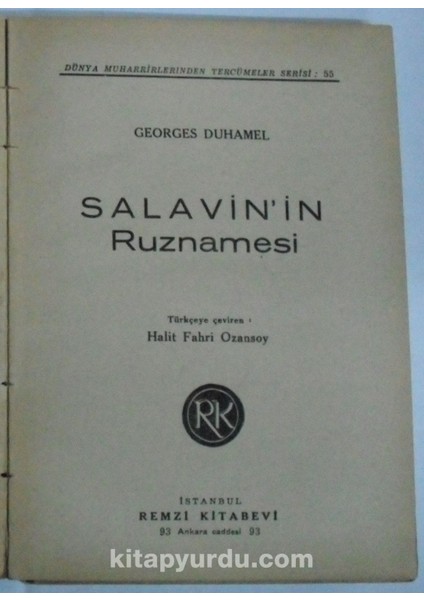 DÜNYA MUHARRİRLERİNDEN TERCÜMELER SERİSİ : 55
GEORGES DUHAMEL
SALAVİN'İN
Ruznamesi
Türkçeye çeviren :
Halit Fahri Ozansoy
RK
İSTANBUL
REMZİ KİTABEVİ
93 Ankara caddesi 93
kitapyurdu.com